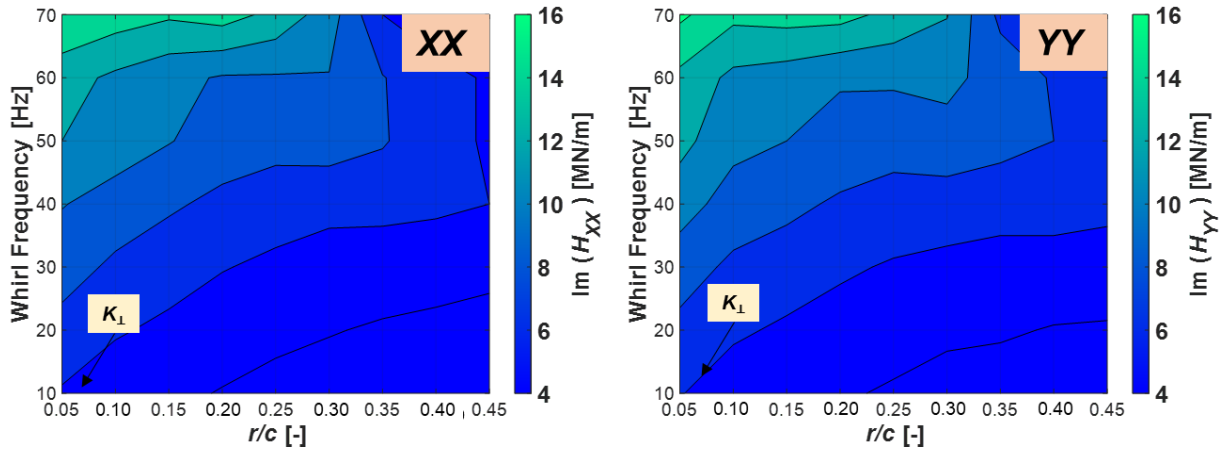 XX
Whirl Frequency [Hz]
70
60
50
40
30
20
10
K⊥
0.05 0.10 0.15 0.20 0.25 0.30 0.35 0.40 0.45
r/c [-]
16
14
12
10
8
6
4
Im (H_XX) [MN/m]
YY
Whirl Frequency [Hz]
70
60
50
40
30
20
10
K⊥
0.05 0.10 0.15 0.20 0.25 0.30 0.35 0.40 0.45
r/c [-]
16
14
12
10
8
6
4
Im (H_YY) [MN/m]